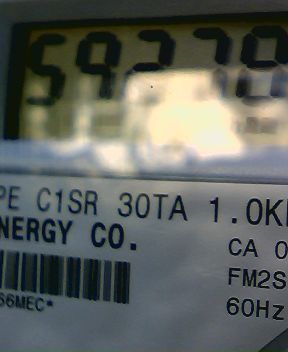 59278
PE C1SR 30TA 1.0K
NERGY CO.
CA 0
FM2S
S6MEC*
60Hz